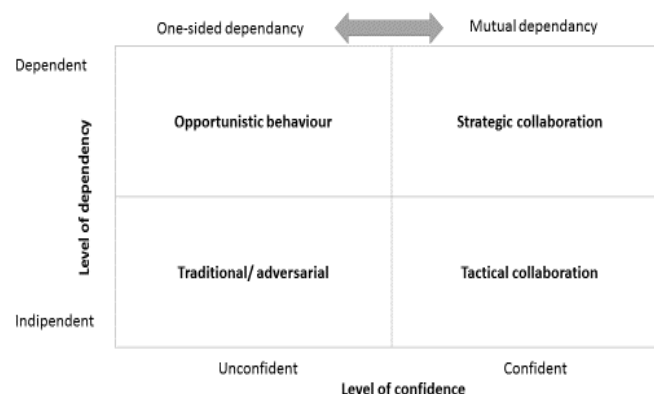 One-sided dependancy
Mutual dependancy
Dependent
Opportunistic behaviour
Strategic collaboration
Level of dependency
Traditional/ adversarial
Tactical collaboration
Indipendent
Unconfident
Confident
Level of confidence